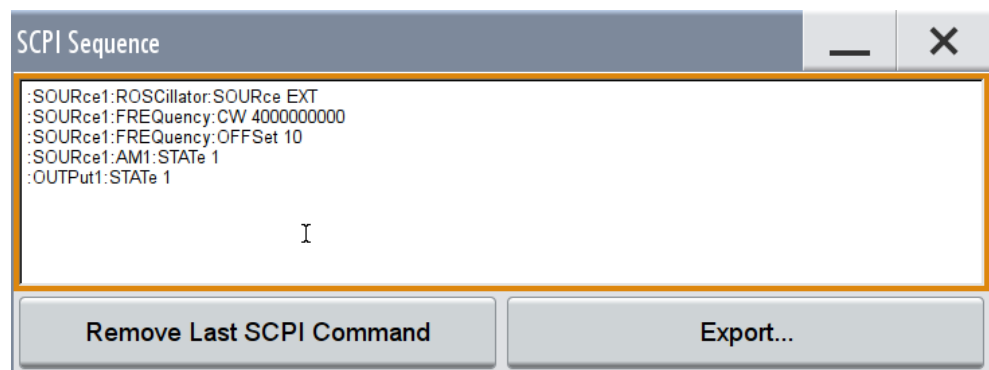 SCPI Sequence
:SOURce1:ROSCillator:SOURce EXT
:SOURce1:FREQuency:CW 4000000000
:SOURce1:FREQuency:OFFSet 10
:SOURce1:AM1:STATe 1
:OUTPut1:STATe 1
Remove Last SCPI Command
Export...